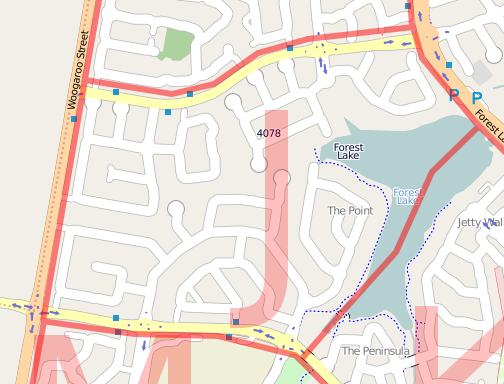 Woogaroo Street
P P
Forest L
4078
Forest
Lake
Forest
Lake
The Point
Jetty Wal
J
The Peninsula